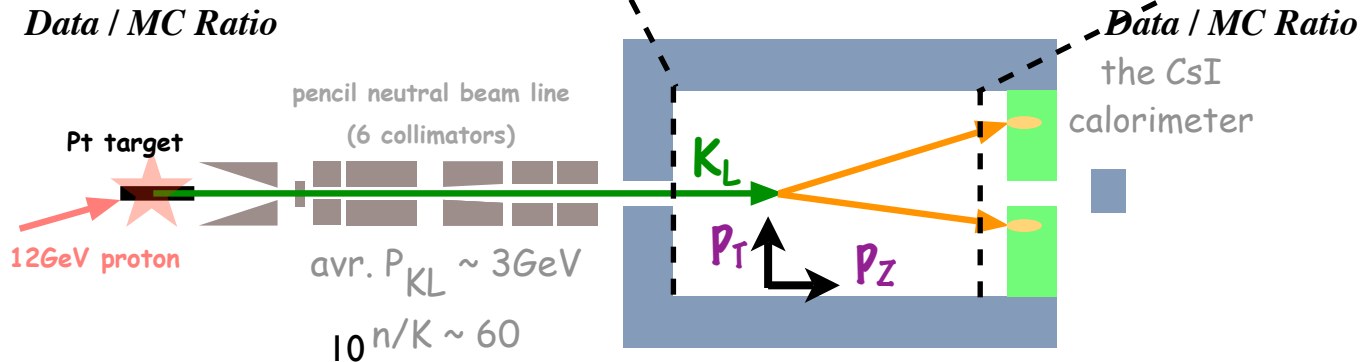 Data / MC Ratio
Data / MC Ratio
the CsI
calorimeter
pencil neutral beam line
(6 collimators)
Pt target
KL
PT
PZ
12GeV proton
avr. PKL ~ 3GeV
10 n/K ~ 60